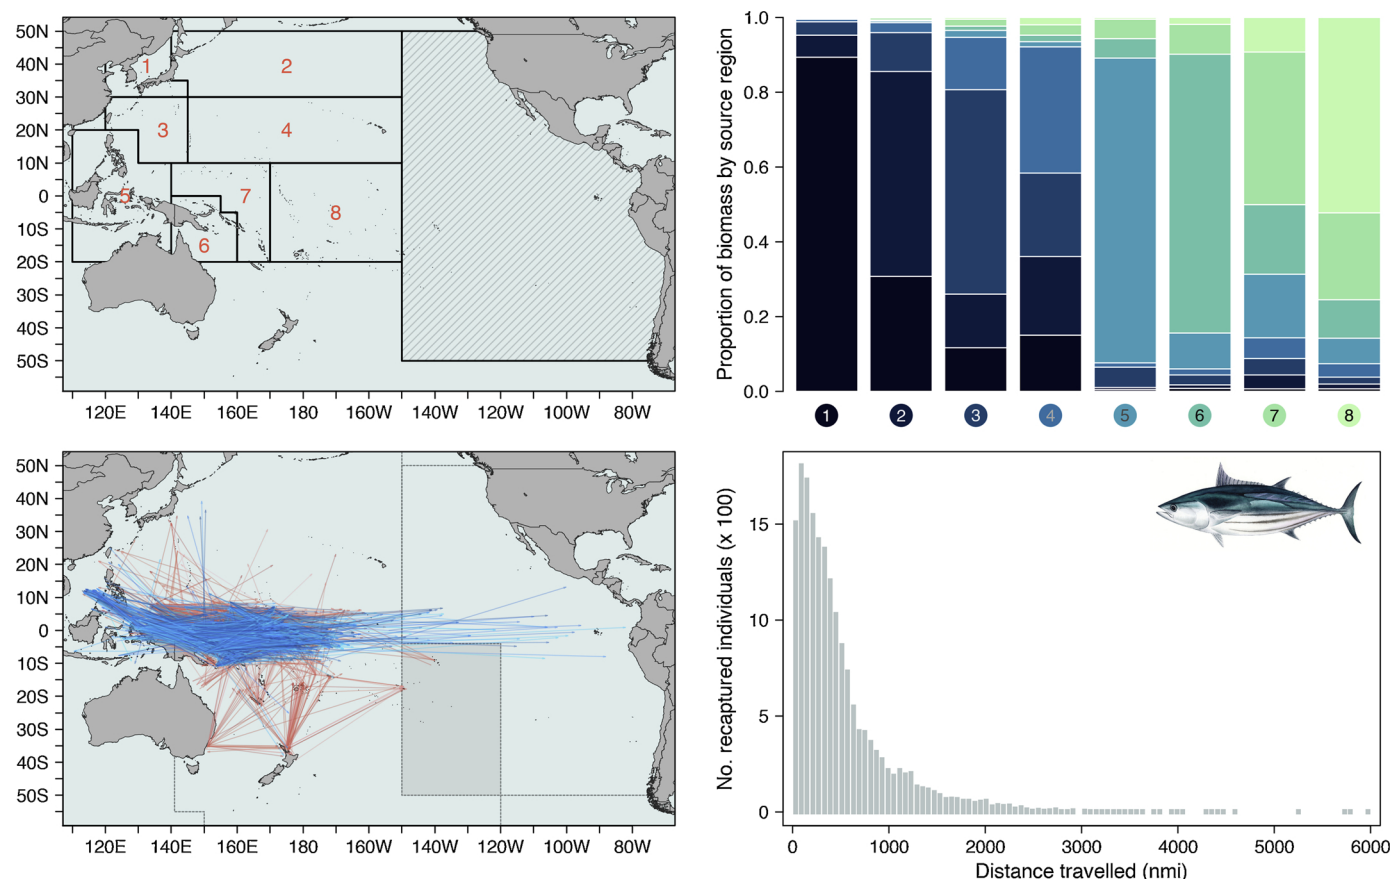 50N
40N
30N
20N
10N
0
10S
20S
30S
40S
50S
1
2
3
4
5
6
7
8
120E 140E 160E 180E 160W 140W 120W 100W 80W
Proportion of biomass by source region
1.0
0.8
0.6
0.4
0.2
0.0
1 2 3 4 5 6 7 8
50N
40N
30N
20N
10N
0
10S
20S
30S
40S
50S
120E 140E 160E 180E 160W 140W 120W 100W 80W
No. recaptured individuals (x 100)
15
10
5
0
0 1000 2000 3000 4000 5000 6000
Distance travelled (nmi)